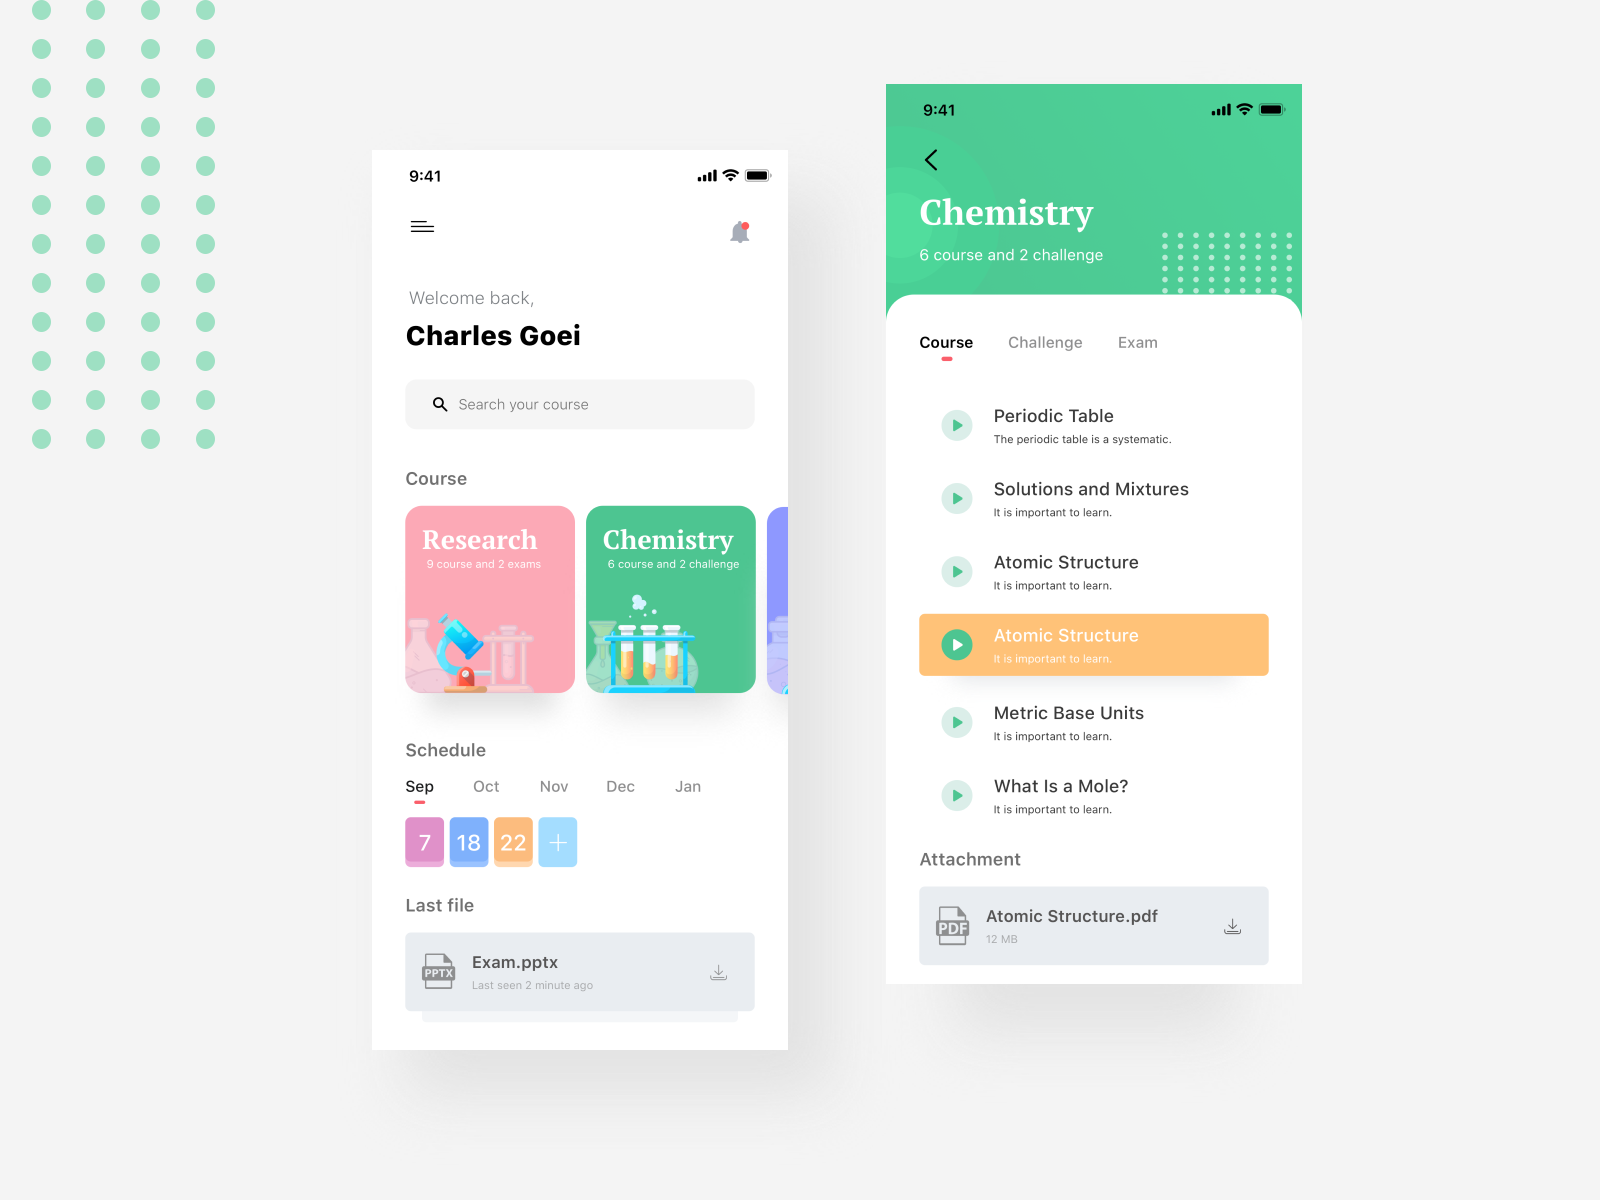 9:41
Welcome back,
Charles Goei
Search your course
Course
Research
9 course and 2 exams
Chemistry
6 course and 2 challenge
Schedule
Sep Oct Nov Dec Jan
7 18 22 +
Last file
PPTX
Exam.pptx
Last seen 2 minute ago
9:41
Chemistry
6 course and 2 challenge
Course Challenge Exam
Periodic Table
The periodic table is a systematic.
Solutions and Mixtures
It is important to learn.
Atomic Structure
It is important to learn.
Atomic Structure
It is important to learn.
Metric Base Units
It is important to learn.
What Is a Mole?
It is important to learn.
Attachment
PDF
Atomic Structure.pdf
12 MB